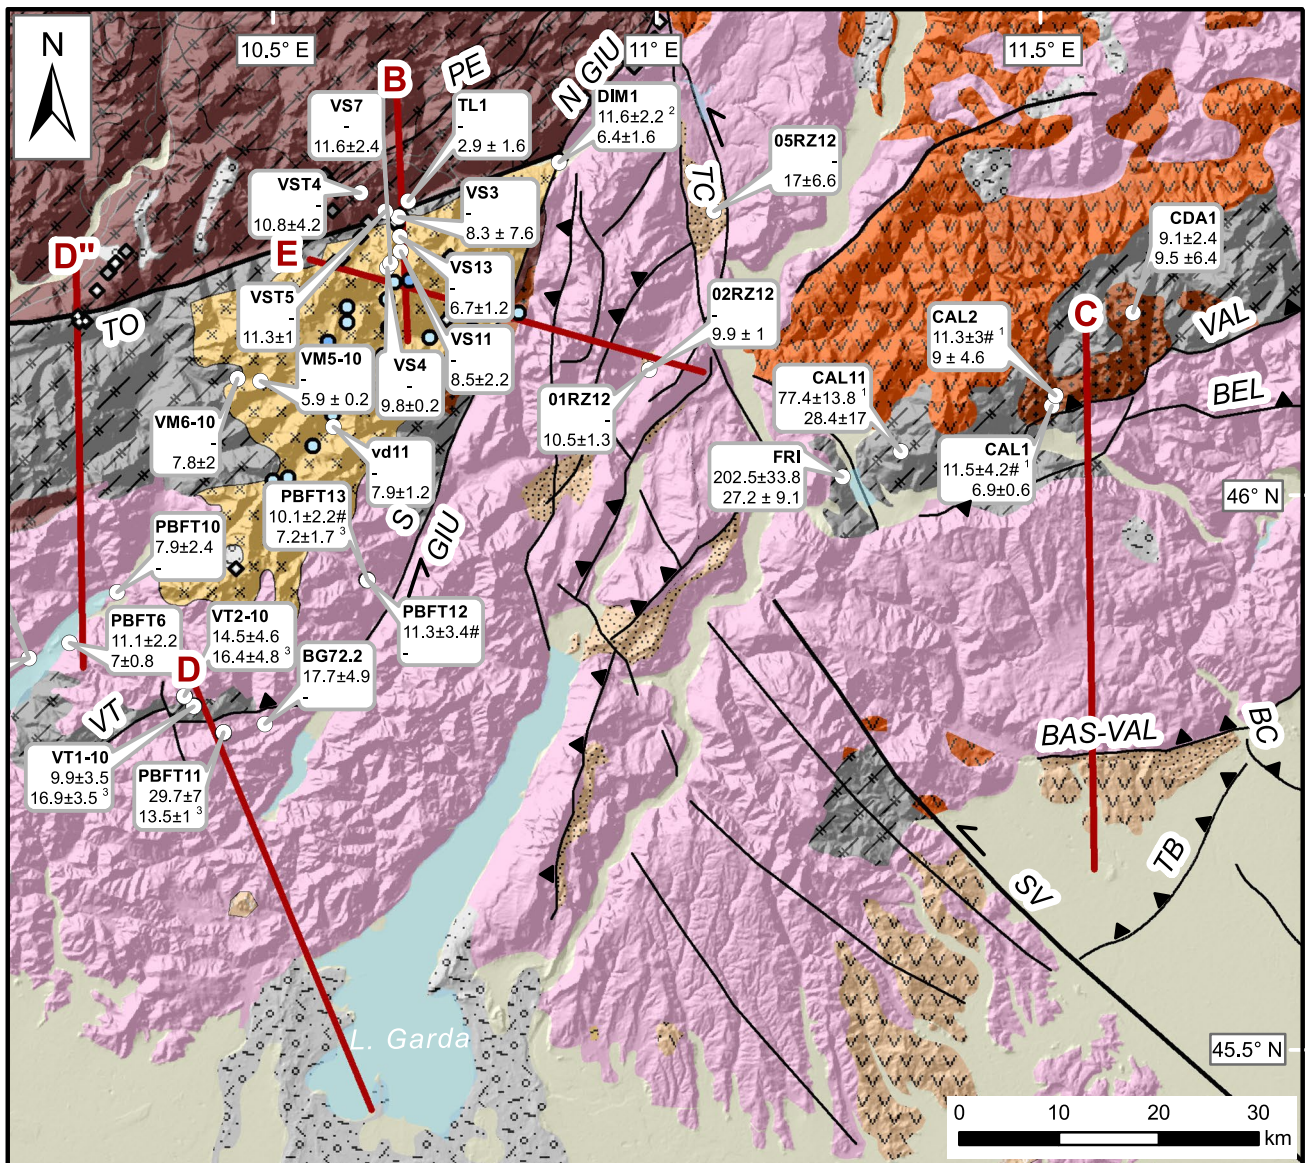 N
10.5° E
11° E
11.5° E
B
PE
N GIU
VS7
-
11.6±2.4
TL1
-
2.9 ± 1.6
DIM1
11.6±2.2 ²
6.4±1.6
05RZ12
-
17±6.6
TC
VST4
-
10.8±4.2
VS3
-
8.3 ± 7.6
CDA1
9.1±2.4
9.5 ±6.4
D"
E
TO
VST5
-
11.3±1
VS13
-
6.7±1.2
02RZ12
-
9.9 ± 1
CAL2
11.3±3# ¹
9 ± 4.6
C
VAL
VM5-10
-
5.9 ± 0.2
VS4
-
9.8±0.2
VS11
-
8.5±2.2
01RZ12
-
10.5±1.3
CAL11
77.4±13.8 ¹
28.4±17
BEL
VM6-10
-
7.8±2
vd11
-
7.9±1.2
FRI
202.5±33.8
27.2 ± 9.1
CAL1
11.5±4.2# ¹
6.9±0.6
46° N
PBFT13
10.1±2.2#
7.2±1.7 ³
S
GIU
PBFT10
7.9±2.4
-
PBFT6
11.1±2.2
7±0.8
VT2-10
14.5±4.6
16.4±4.8 ³
PBFT12
11.3±3.4#
-
BG72.2
17.7±4.9
-
D
VT
VT1-10
9.9±3.5
16.9±3.5 ³
PBFT11
29.7±7
13.5±1 ³
BAS-VAL
BC
TB
SV
L. Garda
45.5° N
0 10 20 30
km